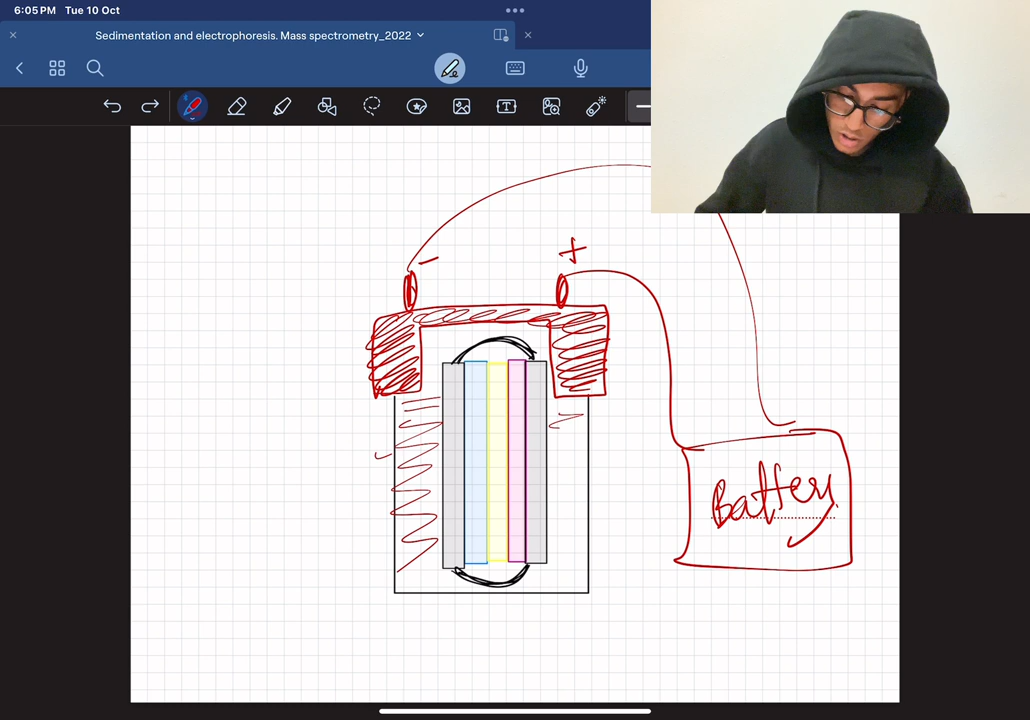 6:05 PM Tue 10 Oct
Sedimentation and electrophoresis. Mass spectrometry_2022
T
- +
Battery